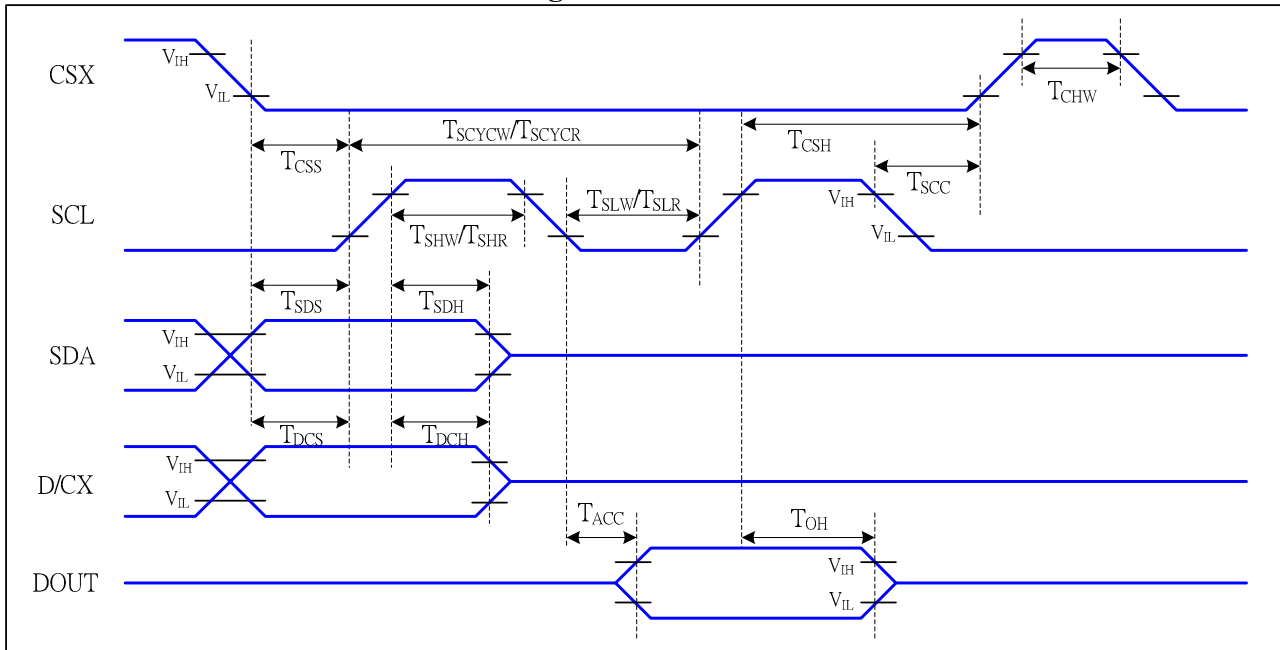 CSX
VIH
VIL
TCHW
TSCYCW/TSCYCR
TCSS
TCSH
TSCC
SCL
TSLW/TSLR
VIH
TSHW/TSHR
VIL
TSDS
TSDH
SDA
VIH
VIL
TDCS
TDCH
D/CX
VIH
VIL
TACC
TOH
DOUT
VIH
VIL